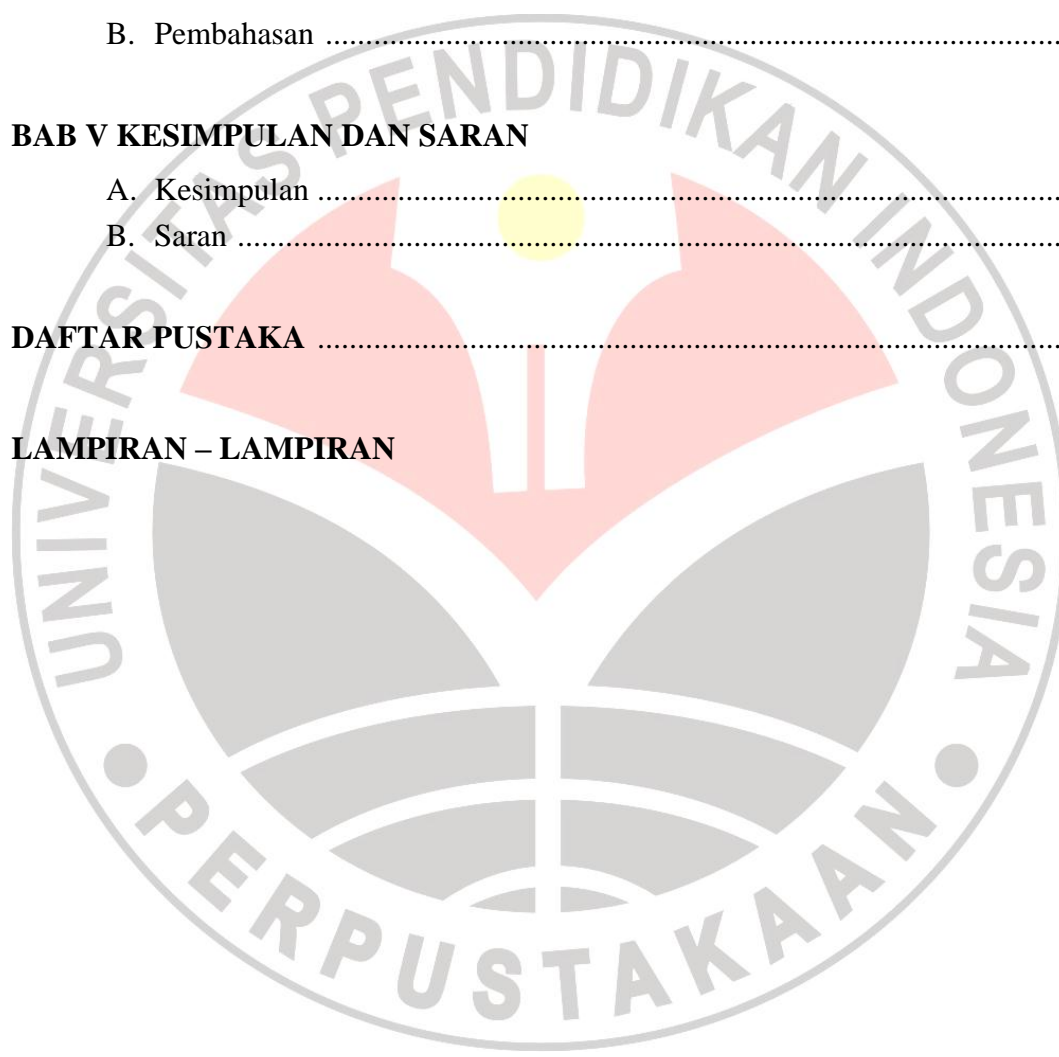 B. Pembahasan ............................................................................................
BAB V KESIMPULAN DAN SARAN
A. Kesimpulan .............................................................................................
B. Saran .......................................................................................................
DAFTAR PUSTAKA .............................................................................................
LAMPIRAN – LAMPIRAN
UNIVERSITAS PENDIDIKAN INDONESIA
PERPUSTAKAAN